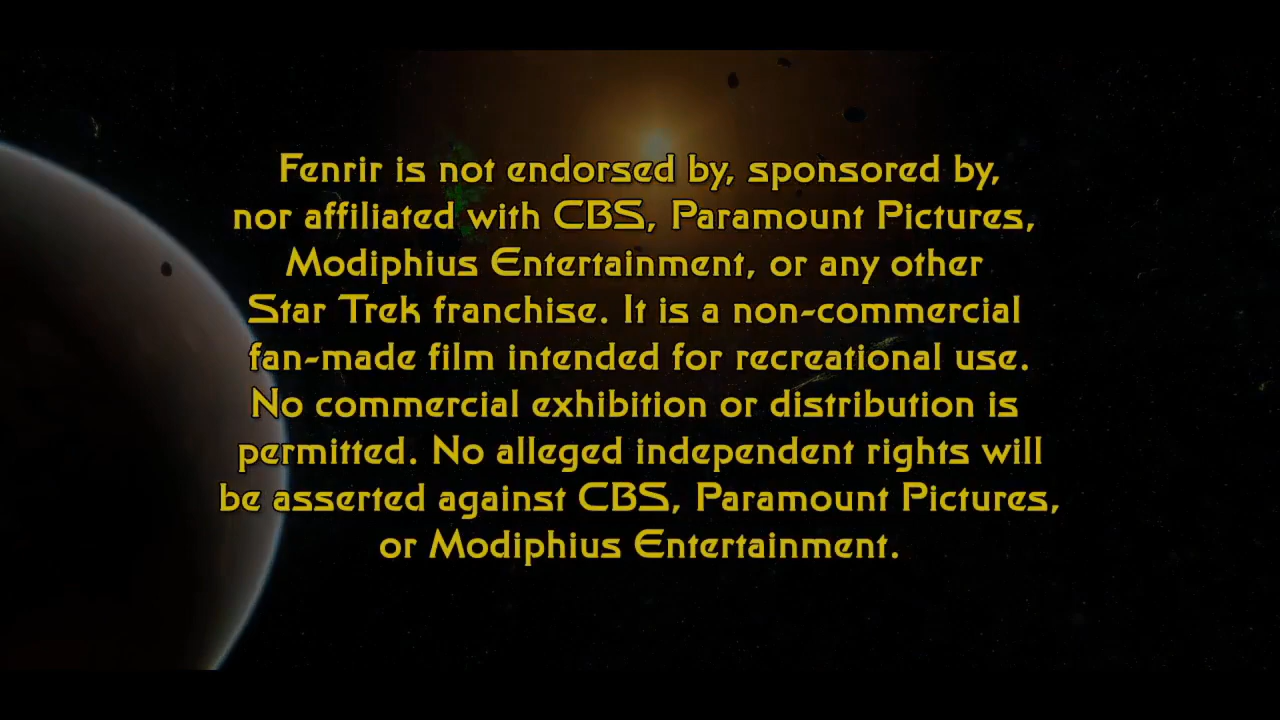 Fenrir is not endorsed by, sponsored by,
nor affiliated with CBS, Paramount Pictures,
Modiphius Entertainment, or any other
Star Trek franchise. It is a non-commercial
fan-made film intended for recreational use.
No commercial exhibition or distribution is
permitted. No alleged independent rights will
be asserted against CBS, Paramount Pictures,
or Modiphius Entertainment.